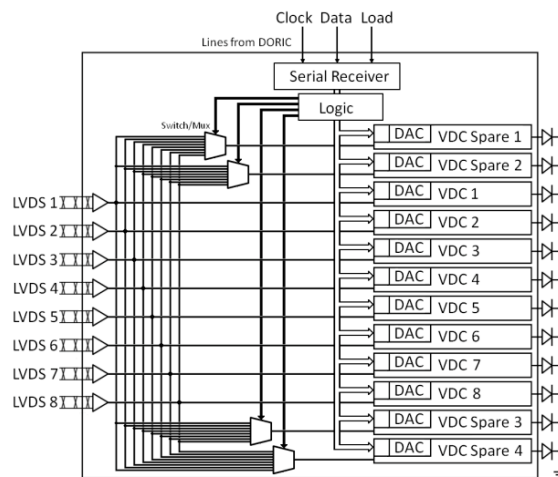 Clock Data Load
Lines from DORIC
Serial Receiver
Logic
Switch/Mux
DAC VDC Spare 1
DAC VDC Spare 2
LVDS 1 DAC VDC 1
LVDS 2 DAC VDC 2
LVDS 3 DAC VDC 3
LVDS 4 DAC VDC 4
LVDS 5 DAC VDC 5
LVDS 6 DAC VDC 6
LVDS 7 DAC VDC 7
LVDS 8 DAC VDC 8
DAC VDC Spare 3
DAC VDC Spare 4